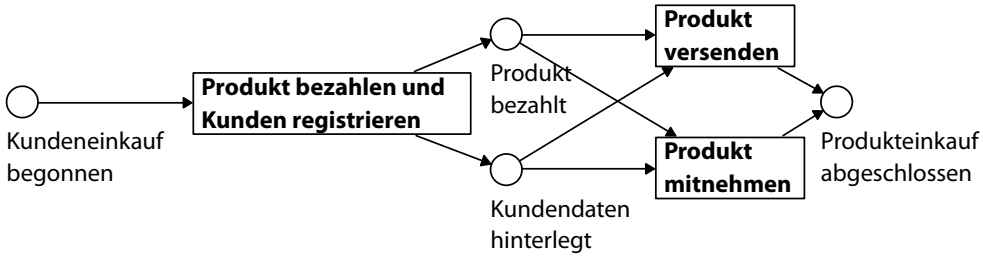 Kundeneinkauf
begonnen
Produkt bezahlen und
Kunden registrieren
Produkt
bezahlt
Kundendaten
hinterlegt
Produkt
versenden
Produkt
mitnehmen
Produkteinkauf
abgeschlossen